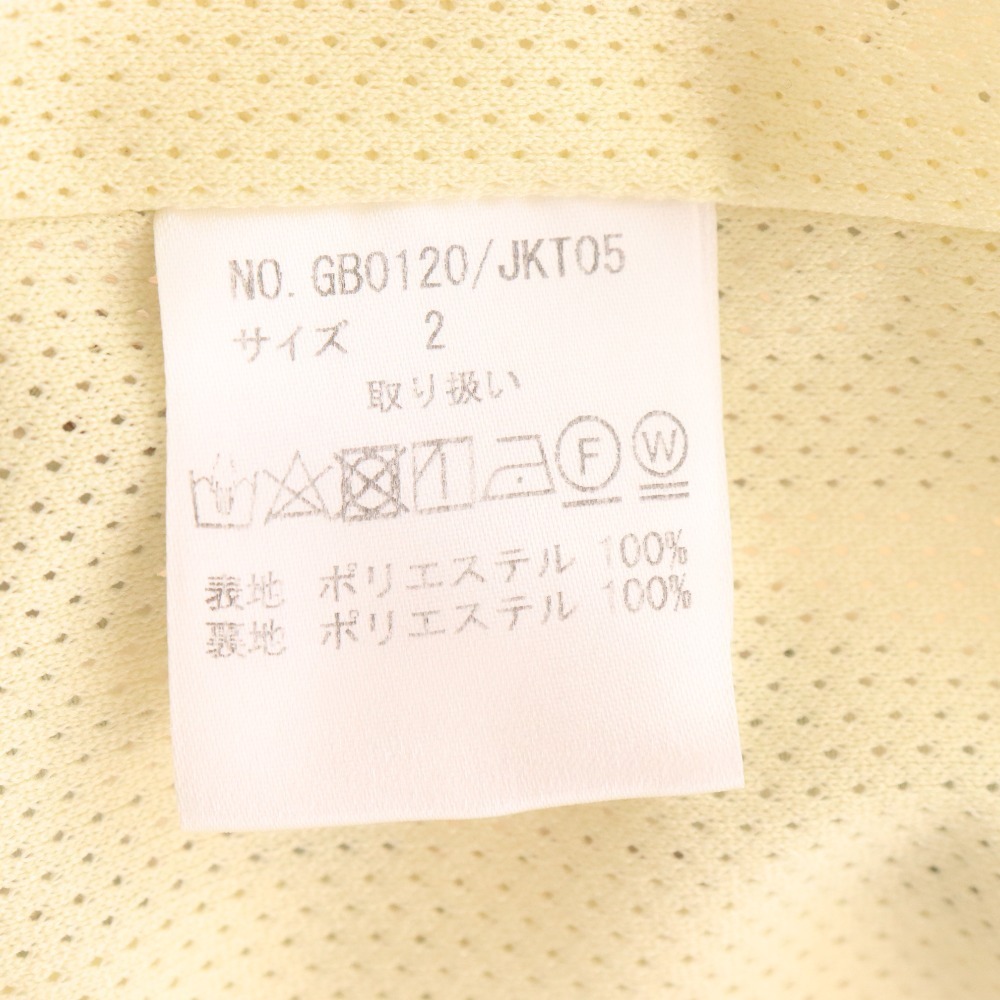 NO. GB0120/JKT05
サイズ 2
取り扱い
F W
表地 ポリエステル 100%
裏地 ポリエステル 100%